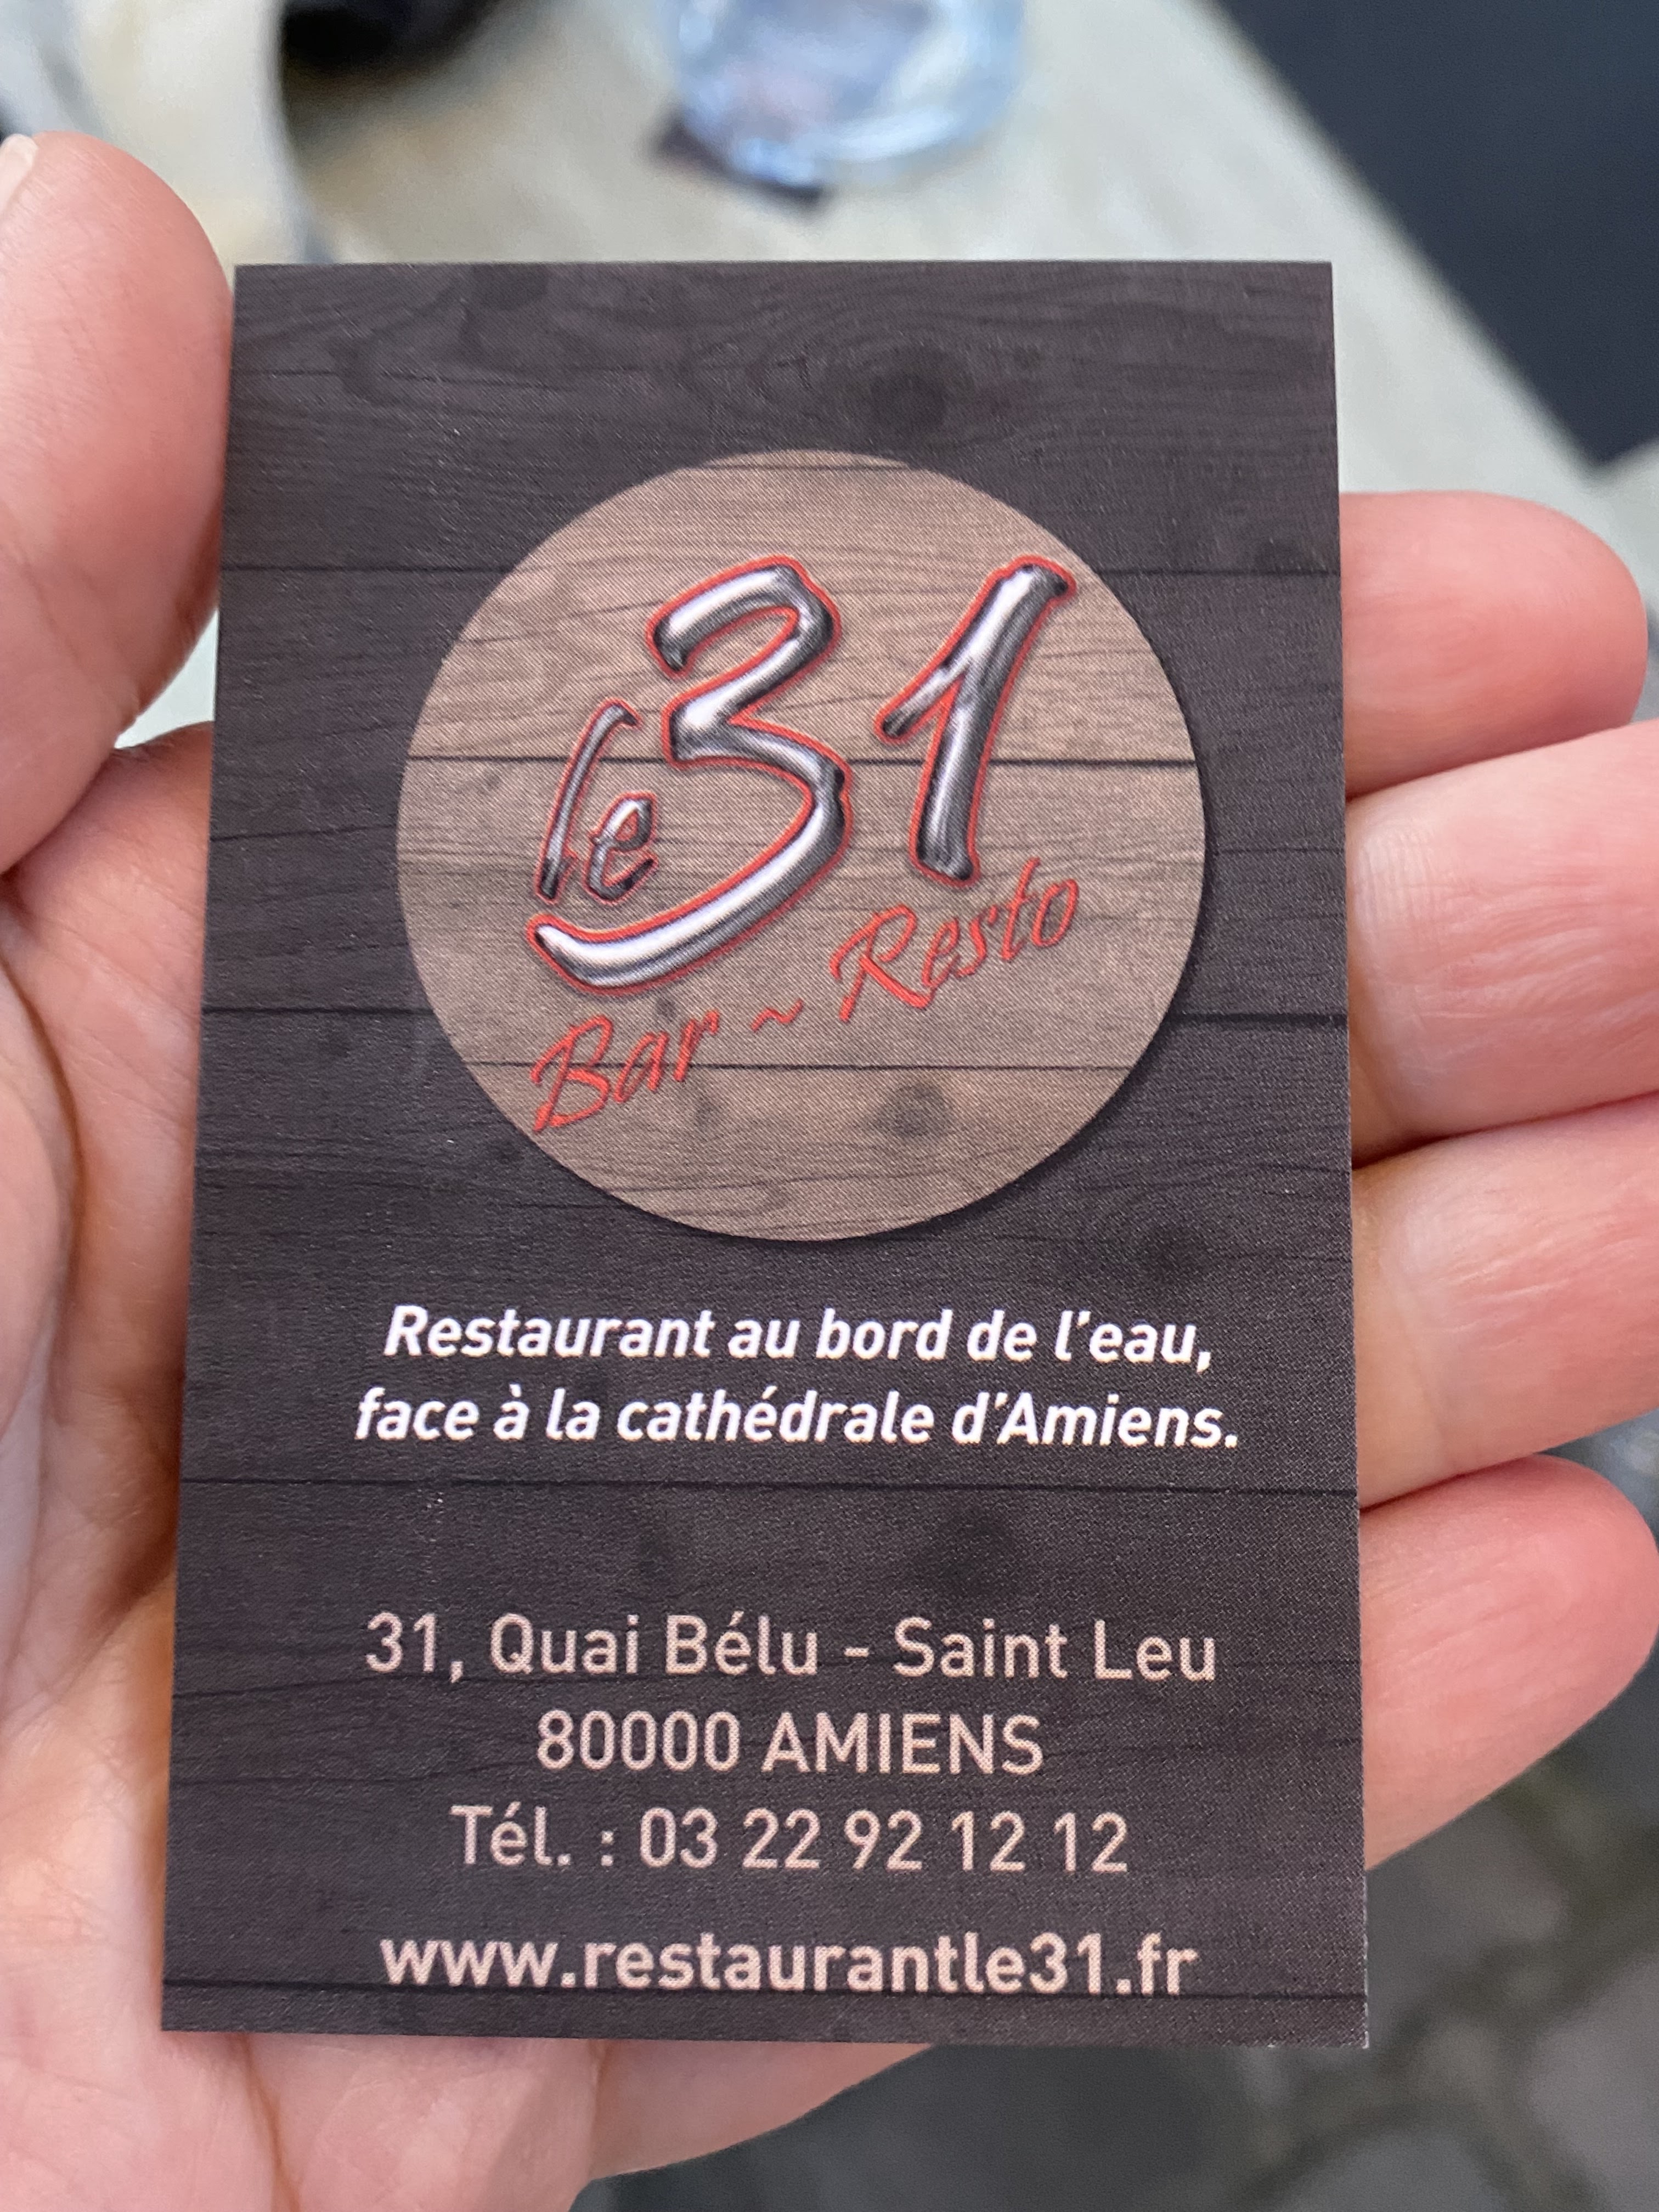 le 31
Bar ~ Resto
Restaurant au bord de l'eau,
face à la cathédrale d'Amiens.
31, Quai Bélu - Saint Leu
80000 AMIENS
Tél. : 03 22 92 12 12
www.restaurantle31.fr